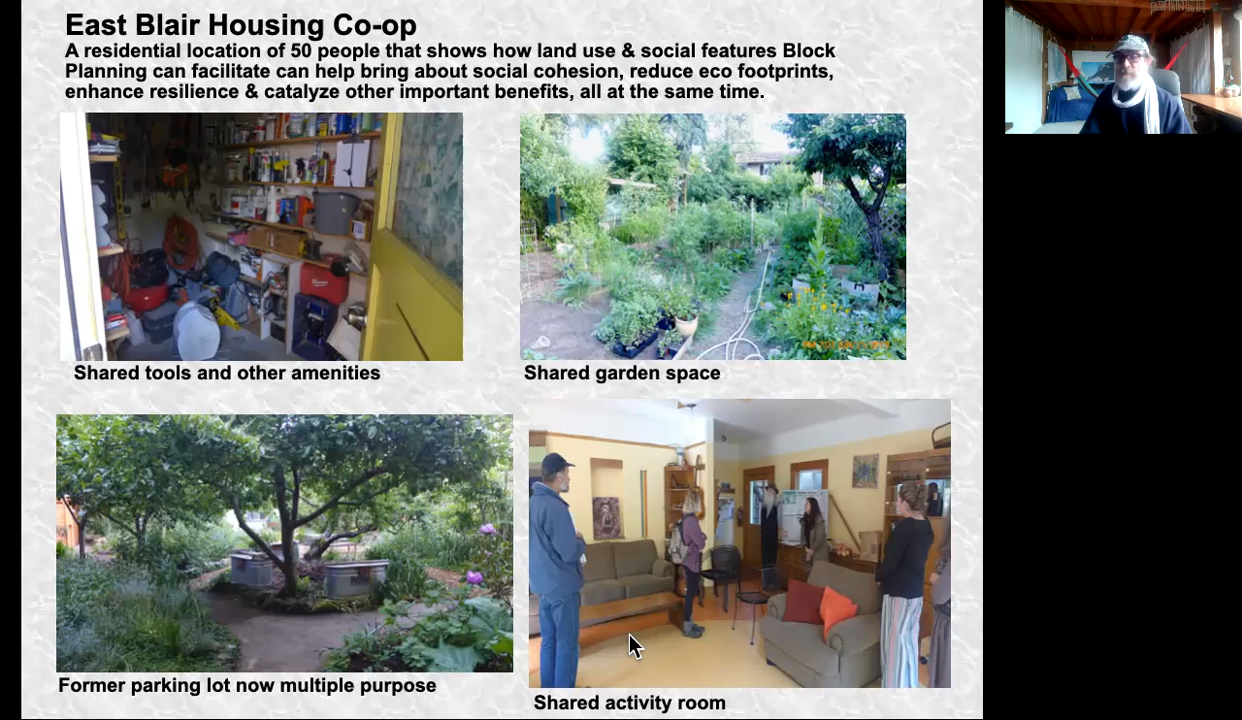 East Blair Housing Co-op
A residential location of 50 people that shows how land use & social features Block
Planning can facilitate can help bring about social cohesion, reduce eco footprints,
enhance resilience & catalyze other important benefits, all at the same time.
Shared tools and other amenities
Shared garden space
Former parking lot now multiple purpose
Shared activity room